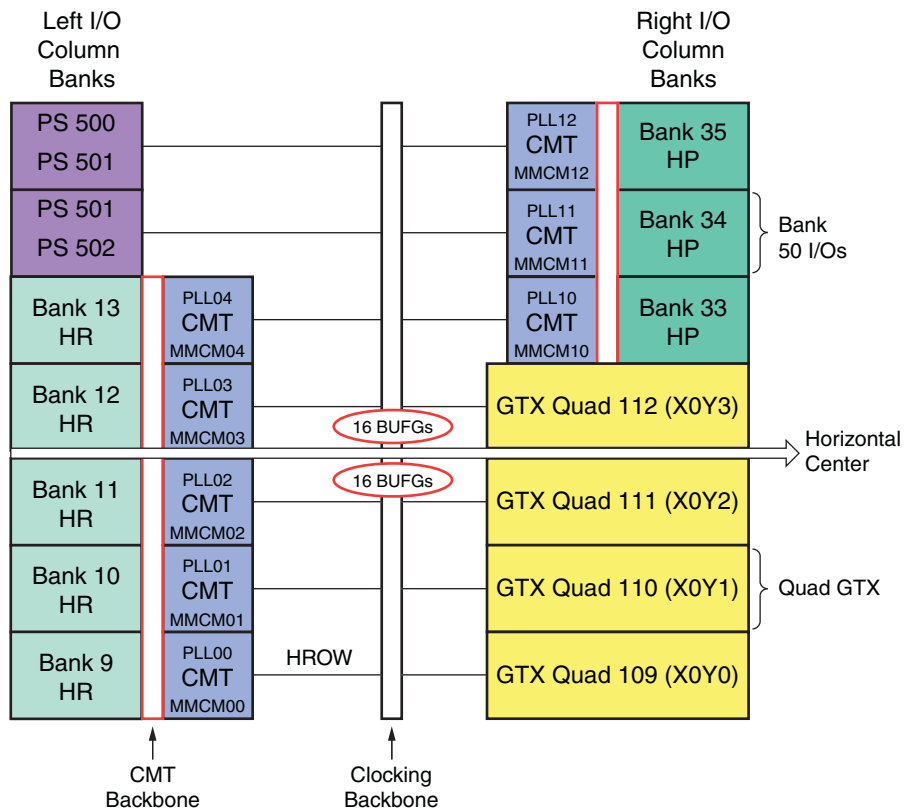 Left I/O
Column
Banks
Right I/O
Column
Banks
PS 500
PS 501
PLL12
CMT
MMCM12
Bank 35
HP
PS 501
PS 502
PLL11
CMT
MMCM11
Bank 34
HP
Bank
50 I/Os
Bank 13
HR
PLL04
CMT
MMCM04
PLL10
CMT
MMCM10
Bank 33
HP
Bank 12
HR
PLL03
CMT
MMCM03
16 BUFGs
GTX Quad 112 (X0Y3)
Horizontal
Center
Bank 11
HR
PLL02
CMT
MMCM02
16 BUFGs
GTX Quad 111 (X0Y2)
Bank 10
HR
PLL01
CMT
MMCM01
GTX Quad 110 (X0Y1)
Quad GTX
Bank 9
HR
PLL00
CMT
MMCM00
HROW
GTX Quad 109 (X0Y0)
CMT
Backbone
Clocking
Backbone